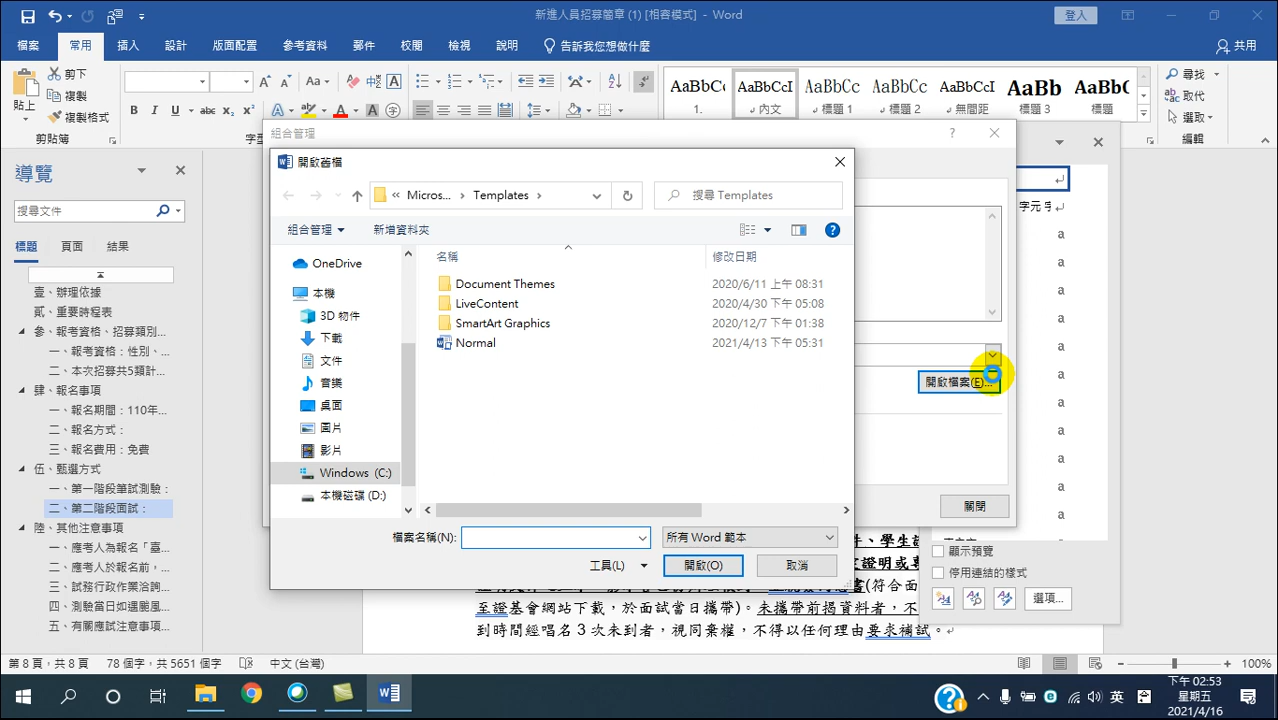 新進人員招募簡章 (1) [相容模式] - Word
登入
檔案 常用 插入 設計 版面配置 參考資料 郵件 校閱 檢視 說明 告訴我您想做什麼 共用
貼上
剪下
複製
複製格式
剪貼簿
B I U abc x₂ x² A
Aa
AaBbCc AaBbCcI AaBbCc AaBbCc AaBbCcI AaBb AaBbC
1. 內文 標題 1 標題 2 無間距 標題 3 標題
尋找
取代
選取
編輯
組合管理
開啟舊檔
Micros... Templates
搜尋 Templates
組合管理 新增資料夾
名稱 修改日期
OneDrive
本機
3D 物件
下載
文件
音樂
桌面
圖片
影片
Windows (C:)
本機磁碟 (D:)
Document Themes 2020/6/11 上午 08:31
LiveContent 2020/4/30 下午 05:08
SmartArt Graphics 2020/12/7 下午 01:38
Normal 2021/4/13 下午 05:31
檔案名稱(N):
所有 Word 範本
工具(L) 開啟(O) 取消
開啟檔案(E)...
關閉
導覽
搜尋文件
標題 頁面 結果
壹、辦理依據
貳、重要時程表
參、報考資格、招募類別...
一、報考資格：性別、...
二、本次招募共5類計...
肆、報名事項
一、報名期間：110年...
二、報名方式：
三、報名費用：免費
伍、甄選方式
一、第一階段筆試測驗：
二、第二階段面試：
陸、其他注意事項
一、應考人為報名「臺...
二、應考人於報名前，...
三、試務行政作業洽詢...
四、測驗當日如遇颱風...
五、有關應試注意事項...
字元 字
a
a
a
a
a
a
a
a
a
a
a
顯示預覽
停用連結的樣式
選項...
件、學生
證明或
(符合面
至證基會網站下載，於面試當日攜帶)。未攜帶前揭資料者，不
到時間經唱名 3 次未到者，視同棄權，不得以任何理由要求補試。
第 8 頁，共 8 頁 78 個字，共 5651 個字 中文 (台灣) 100%
英
下午 02:53
星期五
2021/4/16